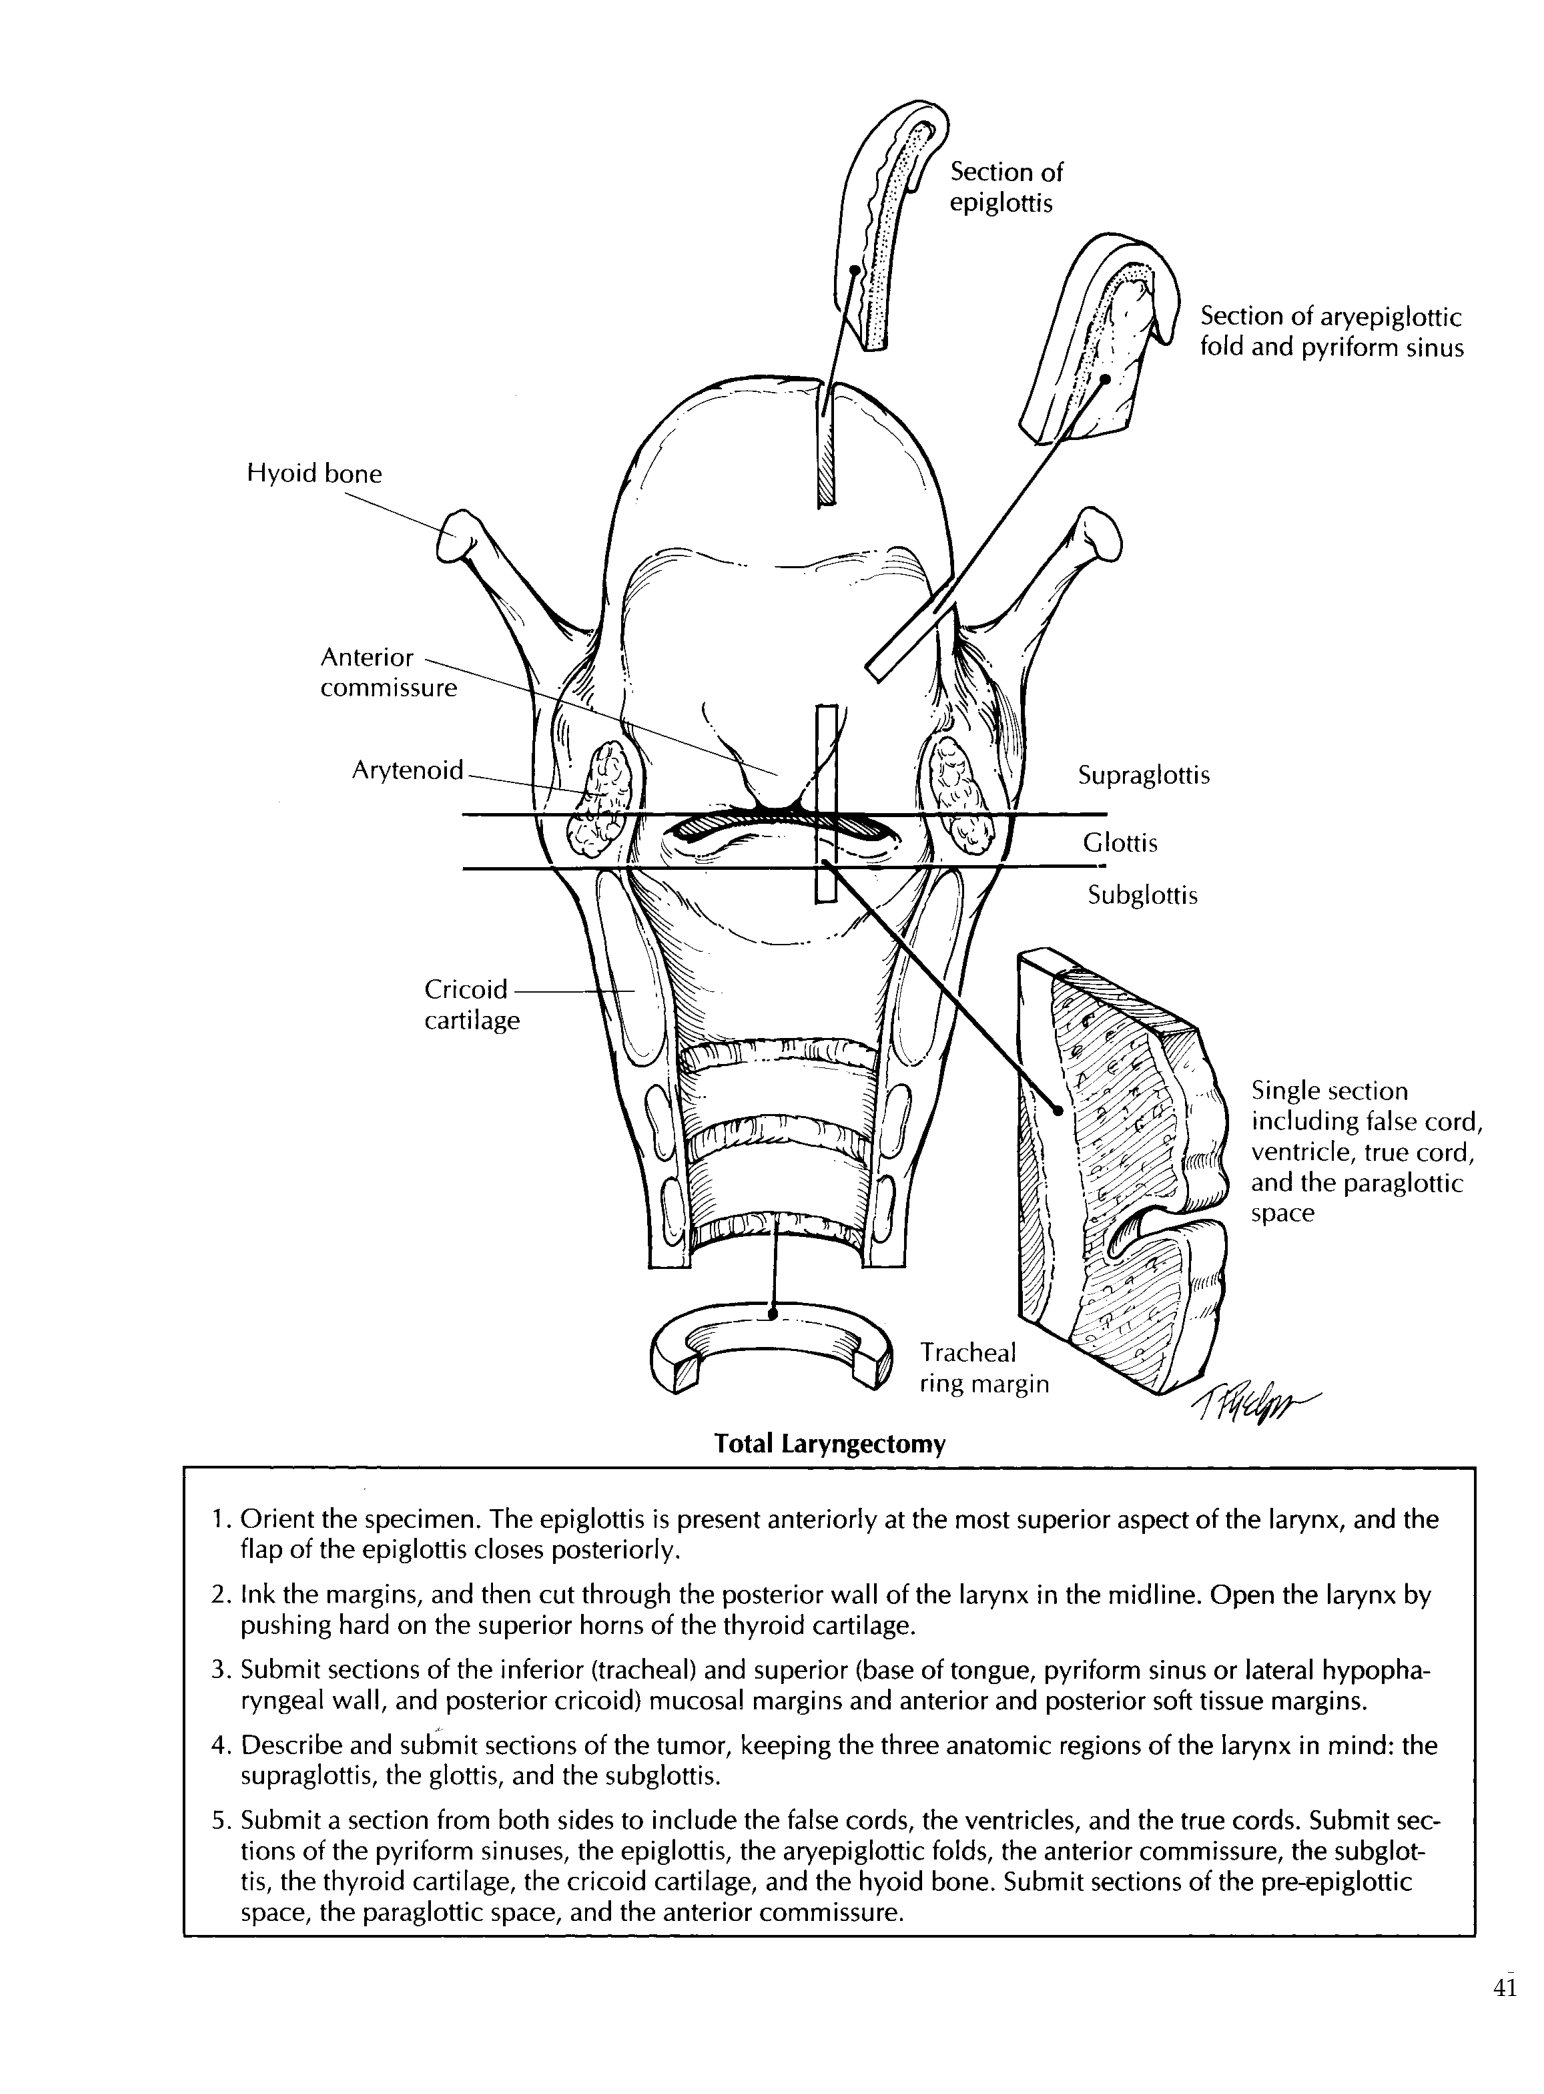 Section of
epiglottis
Section of aryepiglottic
fold and pyriform sinus
Hyoid bone
Anterior
commissure
Arytenoid
Supraglottis
Glottis
Subglottis
Cricoid
cartilage
Single section
including false cord,
ventricle, true cord,
and the paraglottic
space
Tracheal
ring margin
Total Laryngectomy
1. Orient the specimen. The epiglottis is present anteriorly at the most superior aspect of the larynx, and the
flap of the epiglottis closes posteriorly.
2. Ink the margins, and then cut through the posterior wall of the larynx in the midline. Open the larynx by
pushing hard on the superior horns of the thyroid cartilage.
3. Submit sections of the inferior (tracheal) and superior (base of tongue, pyriform sinus or lateral hypopha-
ryngeal wall, and posterior cricoid) mucosal margins and anterior and posterior soft tissue margins.
4. Describe and submit sections of the tumor, keeping the three anatomic regions of the larynx in mind: the
supraglottis, the glottis, and the subglottis.
5. Submit a section from both sides to include the false cords, the ventricles, and the true cords. Submit sec-
tions of the pyriform sinuses, the epiglottis, the aryepiglottic folds, the anterior commissure, the subglot-
tis, the thyroid cartilage, the cricoid cartilage, and the hyoid bone. Submit sections of the pre-epiglottic
space, the paraglottic space, and the anterior commissure.
41